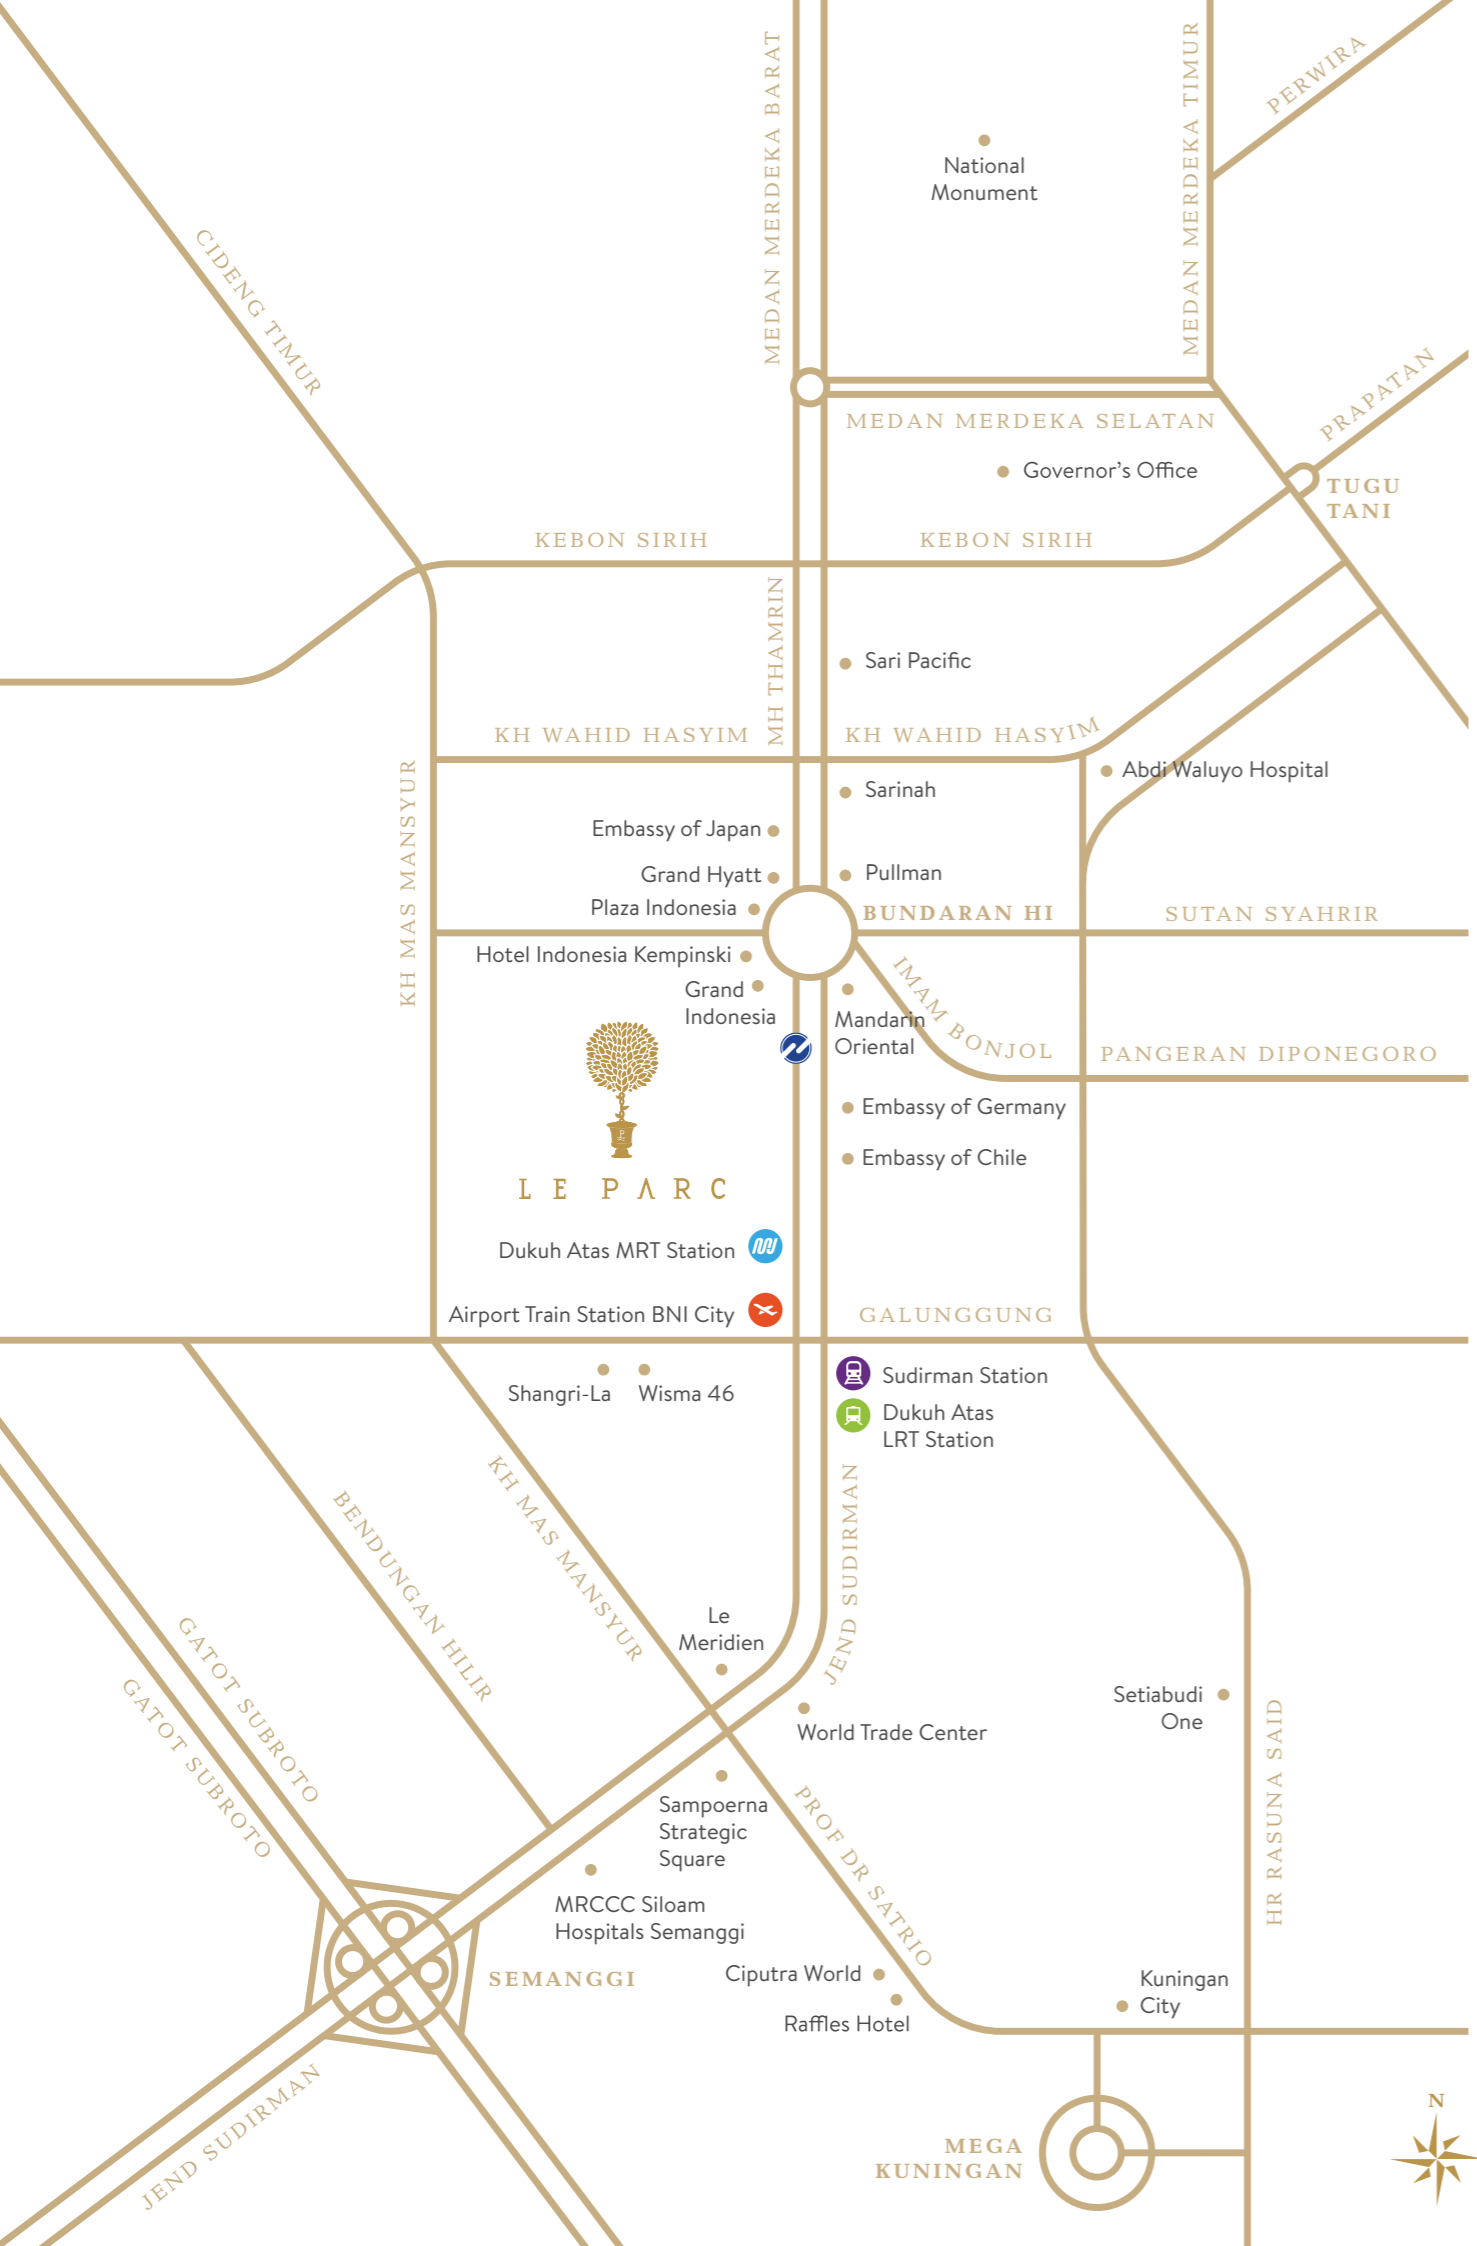 MEDAN MERDEKA BARAT
MEDAN MERDEKA TIMUR
PERWIRA
National
Monument
CIDENG TIMUR
MEDAN MERDEKA SELATAN
PRAPATAN
Governor's Office
TUGU
TANI
KEBON SIRIH
KEBON SIRIH
MH THAMRIN
Sari Pacific
KH WAHID HASYIM
KH WAHID HASYIM
KH MAS MANSYUR
Abdi Waluyo Hospital
Sarinah
Embassy of Japan
Grand Hyatt
Pullman
Plaza Indonesia
BUNDARAN HI
SUTAN SYAHRIR
Hotel Indonesia Kempinski
Grand
Indonesia
IMAM BONJOL
Mandarin
Oriental
PANGERAN DIPONEGORO
Embassy of Germany
Embassy of Chile
LE PARC
Dukuh Atas MRT Station
Airport Train Station BNI City
GALUNGGUNG
Shangri-La
Wisma 46
Sudirman Station
Dukuh Atas
LRT Station
KH MAS MANSYUR
BENDUNGAN HILIR
JEND SUDIRMAN
GATOT SUBROTO
GATOT SUBROTO
Le
Meridien
Setiabudi
One
World Trade Center
HR RASUNA SAID
Sampoerna
Strategic
Square
PROF DR SATRIO
MRCCC Siloam
Hospitals Semanggi
SEMANGGI
Ciputra World
Raffles Hotel
Kuningan
City
JEND SUDIRMAN
MEGA
KUNINGAN
N